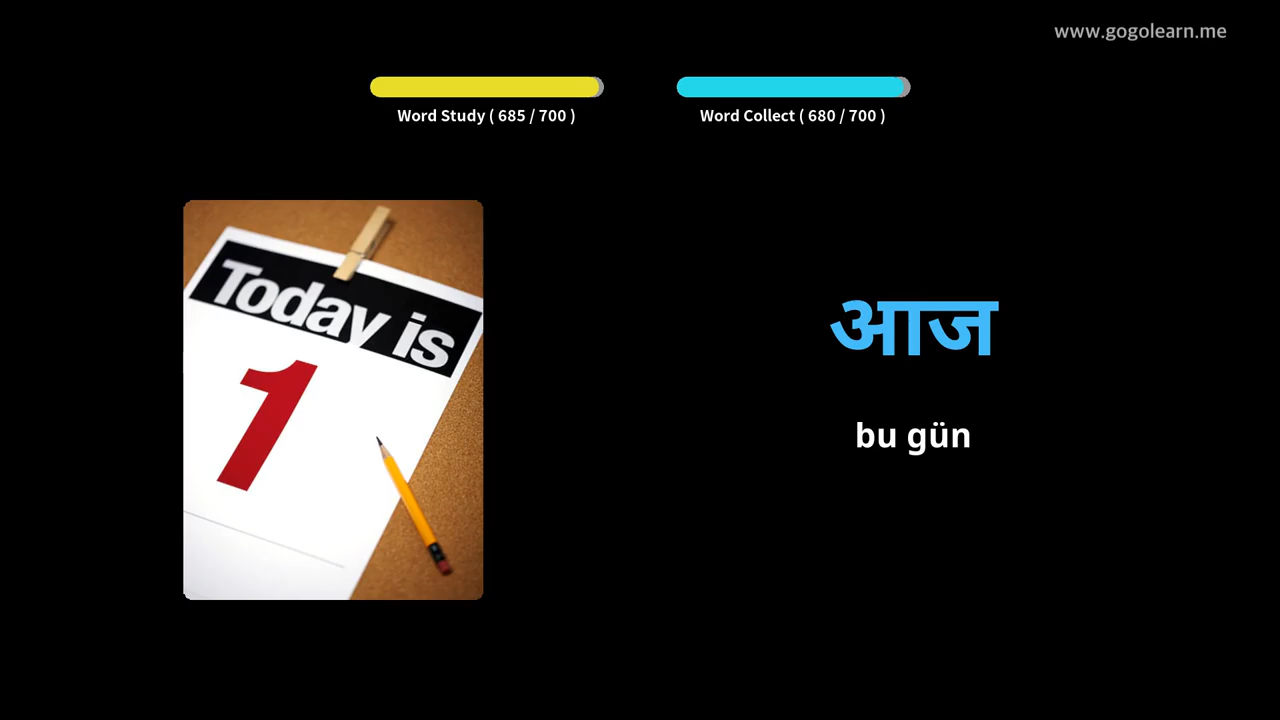 www.gogolearn.me
Word Study ( 685 / 700 )
Word Collect ( 680 / 700 )
Today is
1
आज
bu gün